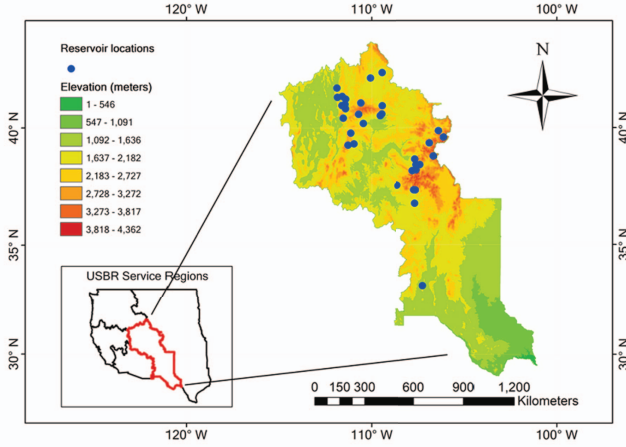 120° W 110° W 100° W
Reservoir locations
Elevation (meters)
1 - 546
547 - 1,091
1,092 - 1,636
1,637 - 2,182
2,183 - 2,727
2,728 - 3,272
3,273 - 3,817
3,818 - 4,362
N
40° N 40° N
35° N 35° N
30° N 30° N
USBR Service Regions
0 150 300 600 900 1,200
Kilometers
120° W 110° W 100° W